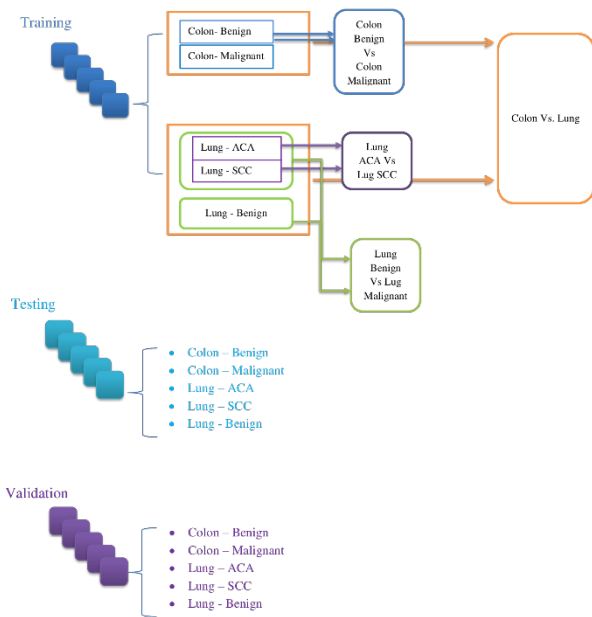 Training
Colon- Benign
Colon- Malignant
Colon
Benign
Vs
Colon
Malignant
Colon Vs. Lung
Lung - ACA
Lung - SCC
Lung - Benign
Lung
ACA Vs
Lug SCC
Lung
Benign
Vs Lug
Malignant
Testing
• Colon – Benign
• Colon – Malignant
• Lung – ACA
• Lung – SCC
• Lung - Benign
Validation
• Colon – Benign
• Colon – Malignant
• Lung – ACA
• Lung – SCC
• Lung - Benign